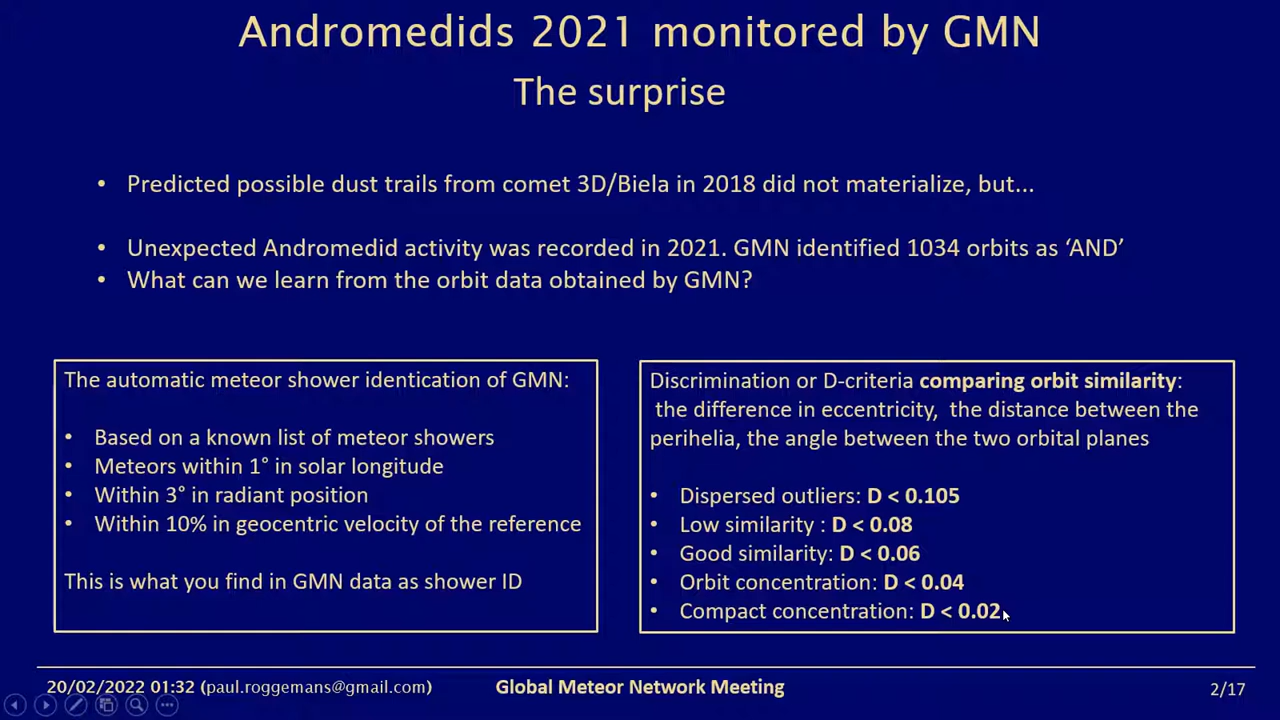 Andromedids 2021 monitored by GMN
The surprise
• Predicted possible dust trails from comet 3D/Biela in 2018 did not materialize, but...
• Unexpected Andromedid activity was recorded in 2021. GMN identified 1034 orbits as ‘AND’
• What can we learn from the orbit data obtained by GMN?
The automatic meteor shower identication of GMN:
• Based on a known list of meteor showers
• Meteors within 1° in solar longitude
• Within 3° in radiant position
• Within 10% in geocentric velocity of the reference
This is what you find in GMN data as shower ID
Discrimination or D-criteria comparing orbit similarity:
the difference in eccentricity, the distance between the
perihelia, the angle between the two orbital planes
• Dispersed outliers: D < 0.105
• Low similarity : D < 0.08
• Good similarity: D < 0.06
• Orbit concentration: D < 0.04
• Compact concentration: D < 0.02
20/02/2022 01:32 (paul.roggemans@gmail.com)
Global Meteor Network Meeting
2/17